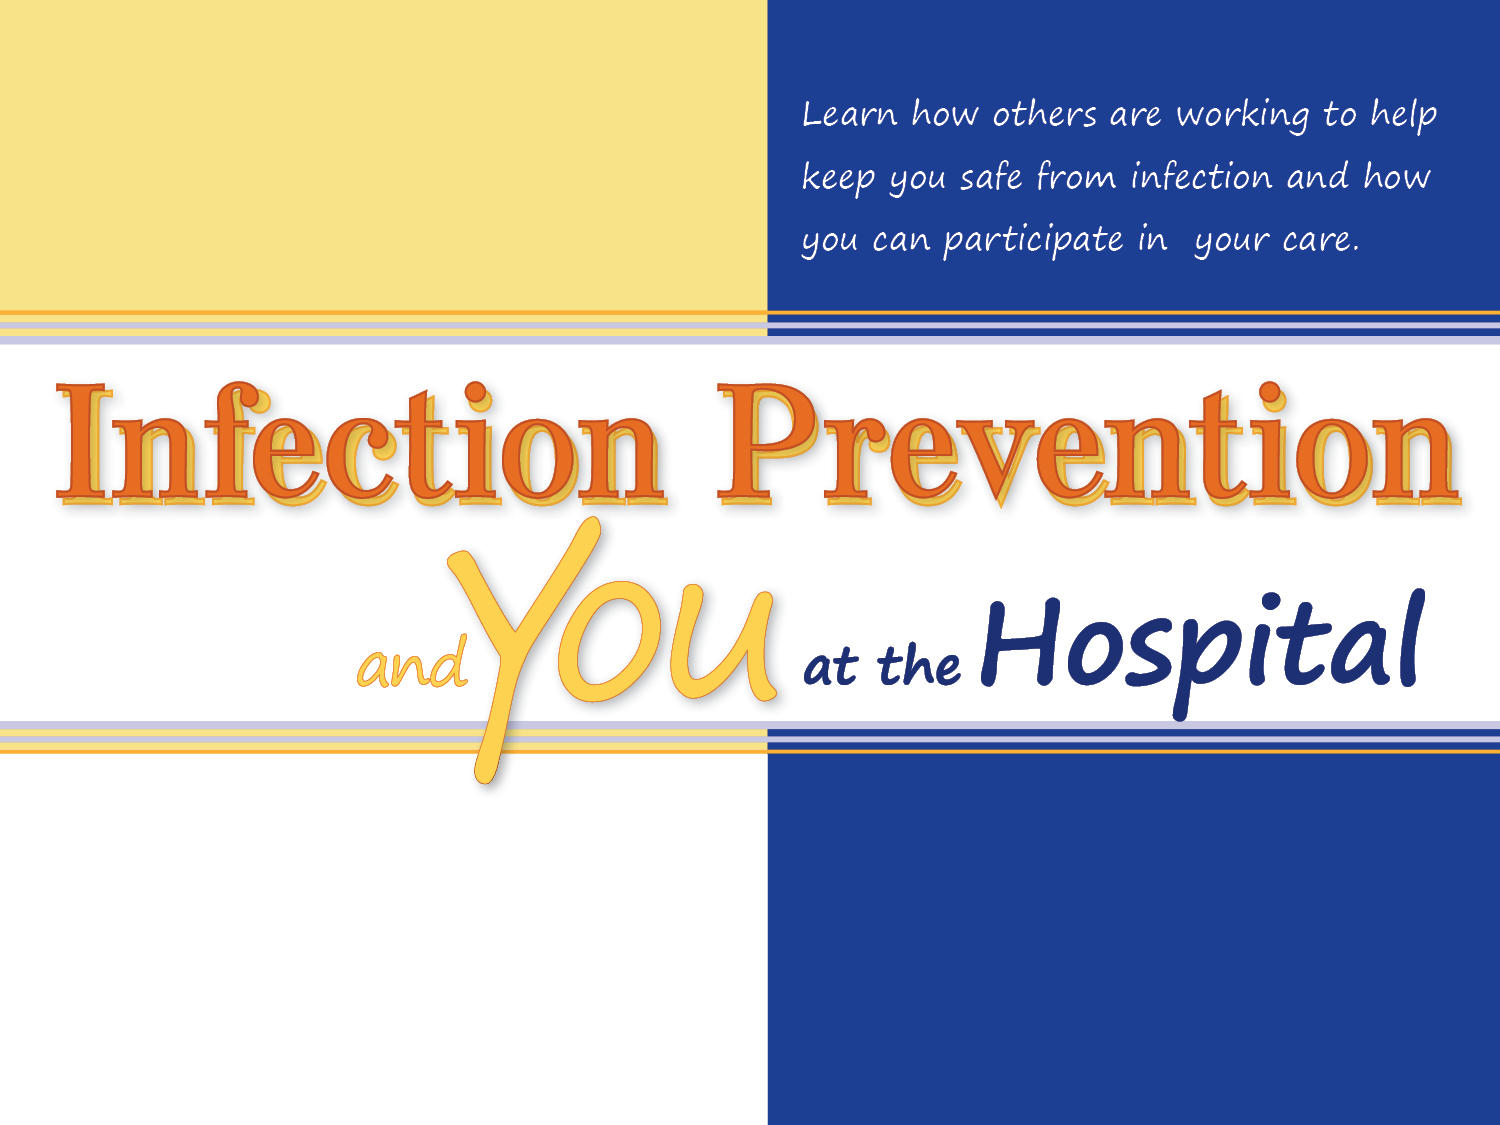 Learn how others are working to help
keep you safe from infection and how
you can participate in  your care.
Infection Prevention
and You at the Hospital